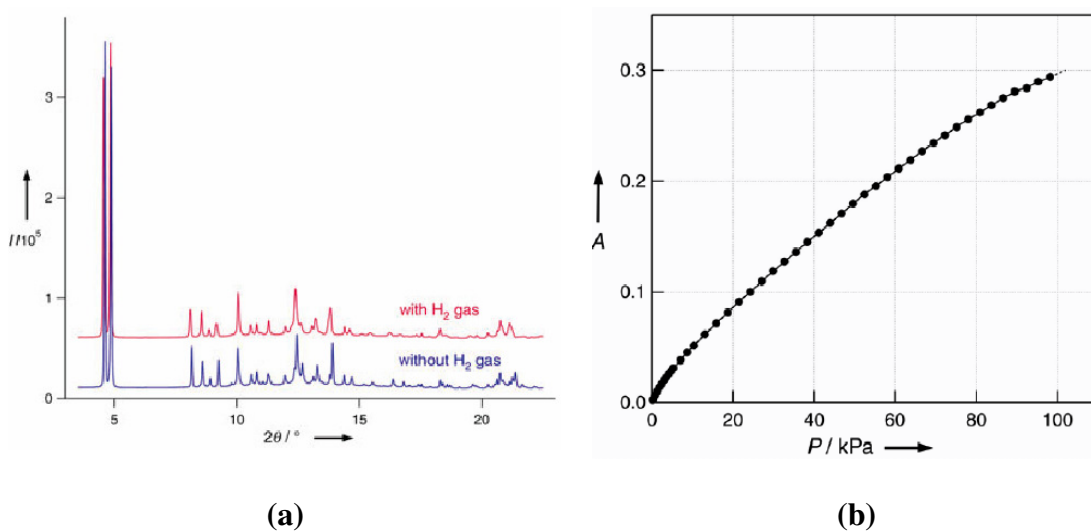 3
2
I/10⁵
1
0
with H₂ gas
without H₂ gas
5
10
15
20
2θ / °
0.3
0.2
A
0.1
0.0
0
20
40
60
80
100
P / kPa
(a)
(b)